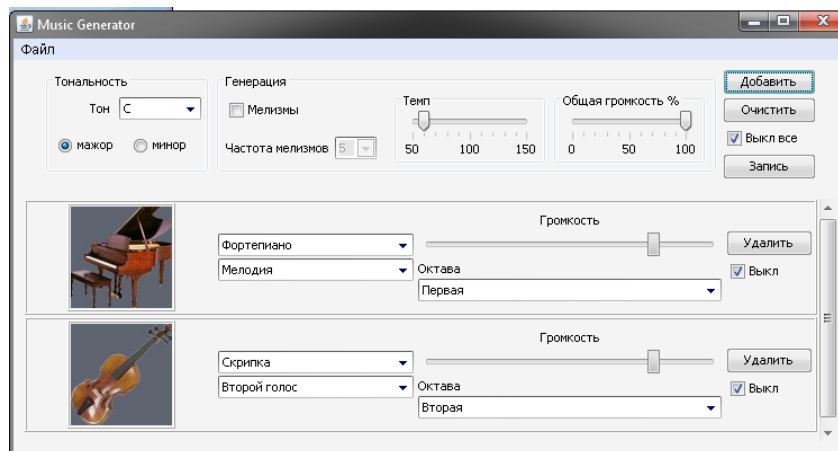 Music Generator
Файл
Тональность
Тон C
мажор минор
Генерация
Мелизмы
Частота мелизмов 5
Темп
50 100 150
Общая громкость %
0 50 100
Добавить
Очистить
Выкл все
Запись
Громкость
Фортепиано
Удалить
Мелодия
Октава
Выкл
Первая
Громкость
Скрипка
Удалить
Второй голос
Октава
Выкл
Вторая